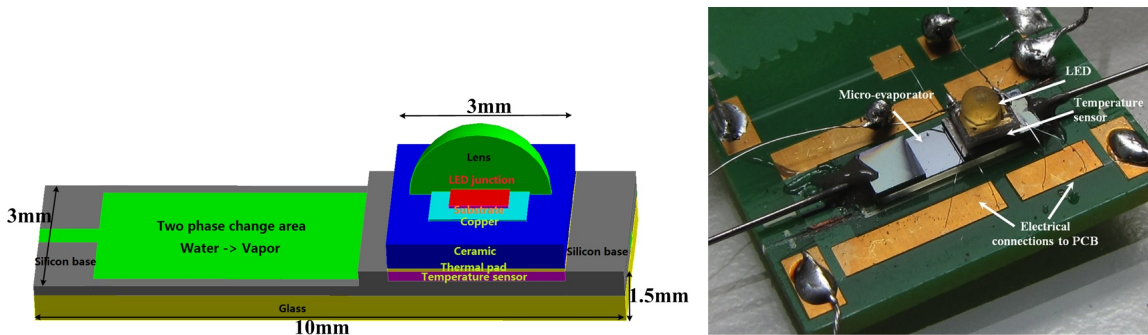 3mm
Lens
LED junction
Substrate
Copper
3mm
Two phase change area
Water -> Vapor
Silicon base
Ceramic
Silicon base
Thermal pad
Temperature sensor
1.5mm
Glass
10mm
LED
Micro-evaporator
Temperature
sensor
Electrical
connections to PCB